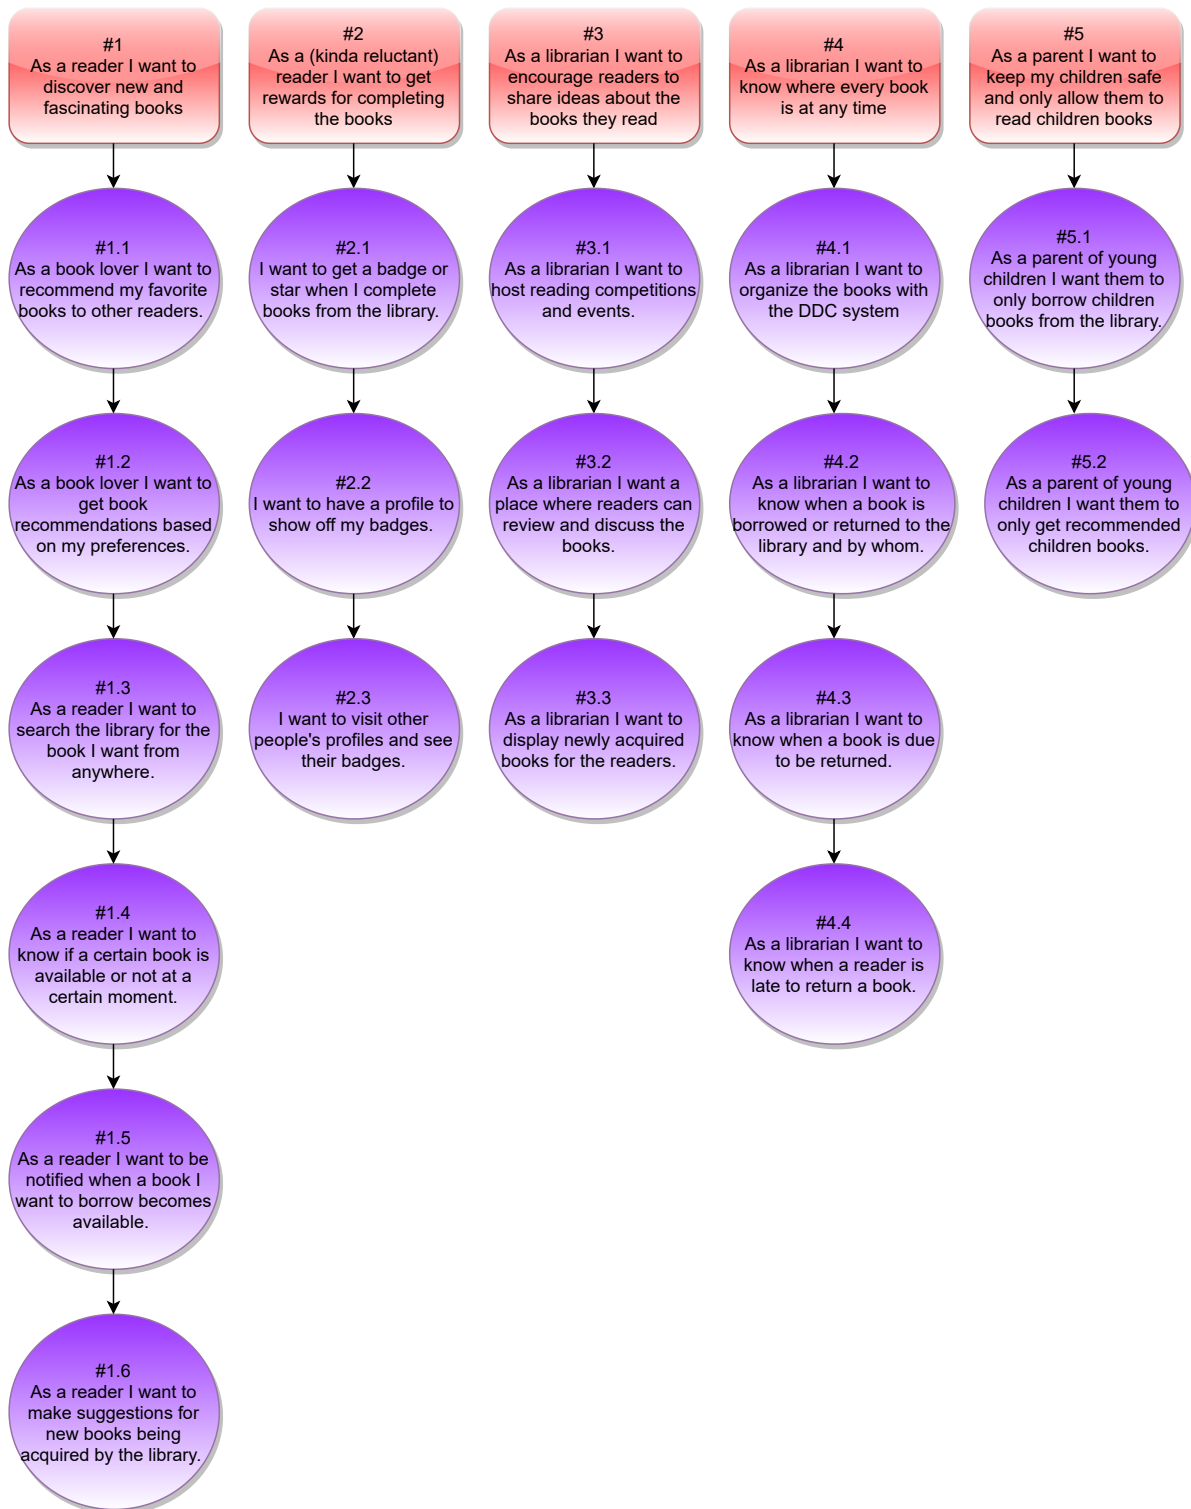 #1
As a reader I want to
discover new and
fascinating books
#2
As a (kinda reluctant)
reader I want to get
rewards for completing
the books
#3
As a librarian I want to
encourage readers to
share ideas about the
books they read
#4
As a librarian I want to
know where every book
is at any time
#5
As a parent I want to
keep my children safe
and only allow them to
read children books
#1.1
As a book lover I want to
recommend my favorite
books to other readers.
#2.1
I want to get a badge or
star when I complete
books from the library.
#3.1
As a librarian I want to
host reading competitions
and events.
#4.1
As a librarian I want to
organize the books with
the DDC system
#5.1
As a parent of young
children I want them to
only borrow children
books from the library.
#1.2
As a book lover I want to
get book
recommendations based
on my preferences.
#2.2
I want to have a profile to
show off my badges.
#3.2
As a librarian I want a
place where readers can
review and discuss the
books.
#4.2
As a librarian I want to
know when a book is
borrowed or returned to the
library and by whom.
#5.2
As a parent of young
children I want them to
only get recommended
children books.
#1.3
As a reader I want to
search the library for the
book I want from
anywhere.
#2.3
I want to visit other
people's profiles and see
their badges.
#3.3
As a librarian I want to
display newly acquired
books for the readers.
#4.3
As a librarian I want to
know when a book is due
to be returned.
#1.4
As a reader I want to
know if a certain book is
available or not at a
certain moment.
#4.4
As a librarian I want to
know when a reader is
late to return a book.
#1.5
As a reader I want to be
notified when a book I
want to borrow becomes
available.
#1.6
As a reader I want to
make suggestions for
new books being
acquired by the library.